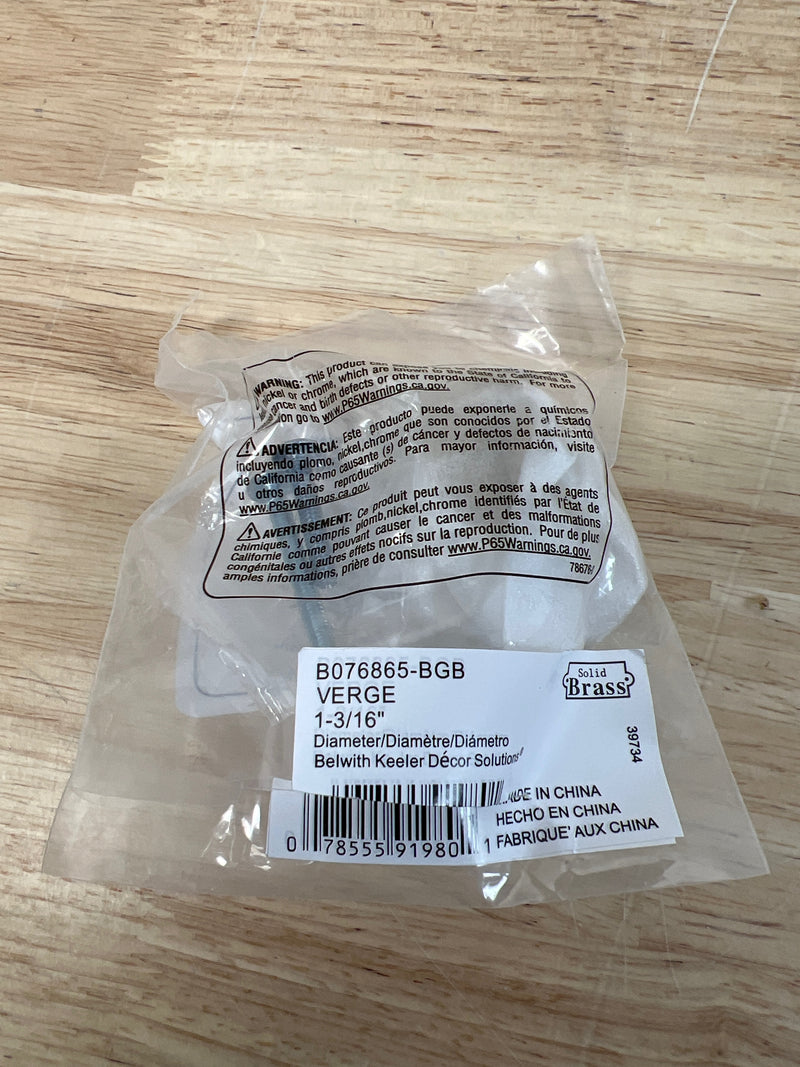 WARNING: This product can
nickel or chrome, which are known to the State of California to
cancer and birth defects or other reproductive harm. For more
go to www.P65Warnings.ca.gov.
ADVERTENCIA: Este producto puede exponerle a químicos
incluyendo plomo, nickel,chrome que son conocidos por el Estado
de California como causante (s) de cáncer y defectos de nacimiento
u otros daños reproductivos. Para mayor información, visite
www.P65Warnings.ca.gov.
AVERTISSEMENT: Ce produit peut vous exposer à des agents
chimiques, y compris plomb,nickel,chrome identifiés par l'État de
Californie comme pouvant causer le cancer et des malformations
congénitales ou autres effets nocifs sur la reproduction. Pour de plus
amples informations, prière de consulter www.P65Warnings.ca.gov.
B076865-BGB
VERGE
1-3/16"
Diameter/Diamètre/Diámetro
Belwith Keeler Décor Solutions
Solid
Brass
39734
IN CHINA
HECHO EN CHINA
FABRIQUE' AUX CHINA
0 78555 91980 1